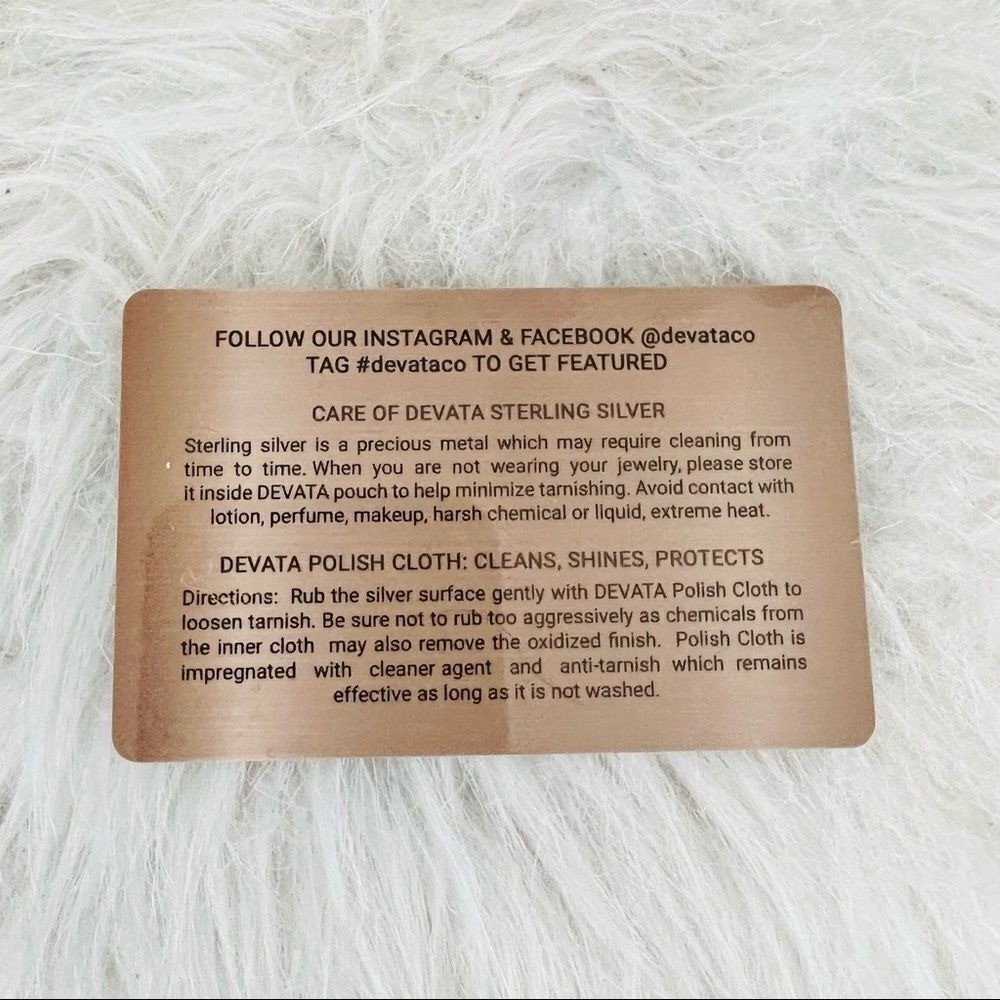 FOLLOW OUR INSTAGRAM & FACEBOOK @devataco
TAG #devataco TO GET FEATURED
CARE OF DEVATA STERLING SILVER
Sterling silver is a precious metal which may require cleaning from
time to time. When you are not wearing your jewelry, please store
it inside DEVATA pouch to help minimize tarnishing. Avoid contact with
lotion, perfume, makeup, harsh chemical or liquid, extreme heat.
DEVATA POLISH CLOTH: CLEANS, SHINES, PROTECTS
Directions: Rub the silver surface gently with DEVATA Polish Cloth to
loosen tarnish. Be sure not to rub too aggressively as chemicals from
the inner cloth may also remove the oxidized finish. Polish Cloth is
impregnated with cleaner agent and anti-tarnish which remains
effective as long as it is not washed.